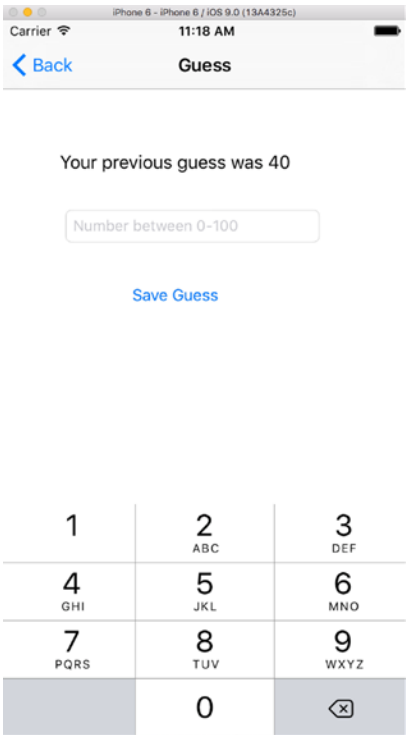 iPhone 6 - iPhone 6 / iOS 9.0 (13A4325c)
Carrier 11:18 AM
Back Guess
Your previous guess was 40
Number between 0-100
Save Guess
1 2 3
ABC DEF
4 5 6
GHI JKL MNO
7 8 9
PQRS TUV WXYZ
0